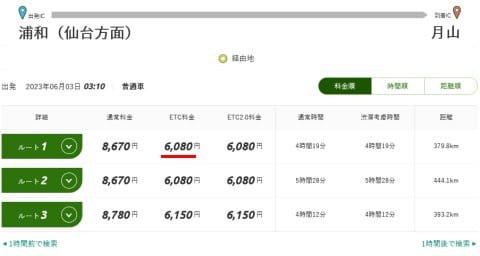 出発IC 到着IC
浦和（仙台方面） 月山
経由地
出発 2023年06月03日 03:10 普通車 料金順 時間順 距離順
詳細 通常料金 ETC料金 ETC2.0料金 通常時間 渋滞考慮時間 距離
ルート1 8,670円 6,080円 6,080円 4時間19分 4時間19分 379.8km
ルート2 8,670円 6,080円 6,080円 5時間28分 5時間28分 444.1km
ルート3 8,780円 6,150円 6,150円 4時間12分 4時間12分 393.2km
◀1時間前で検索 1時間後で検索▶